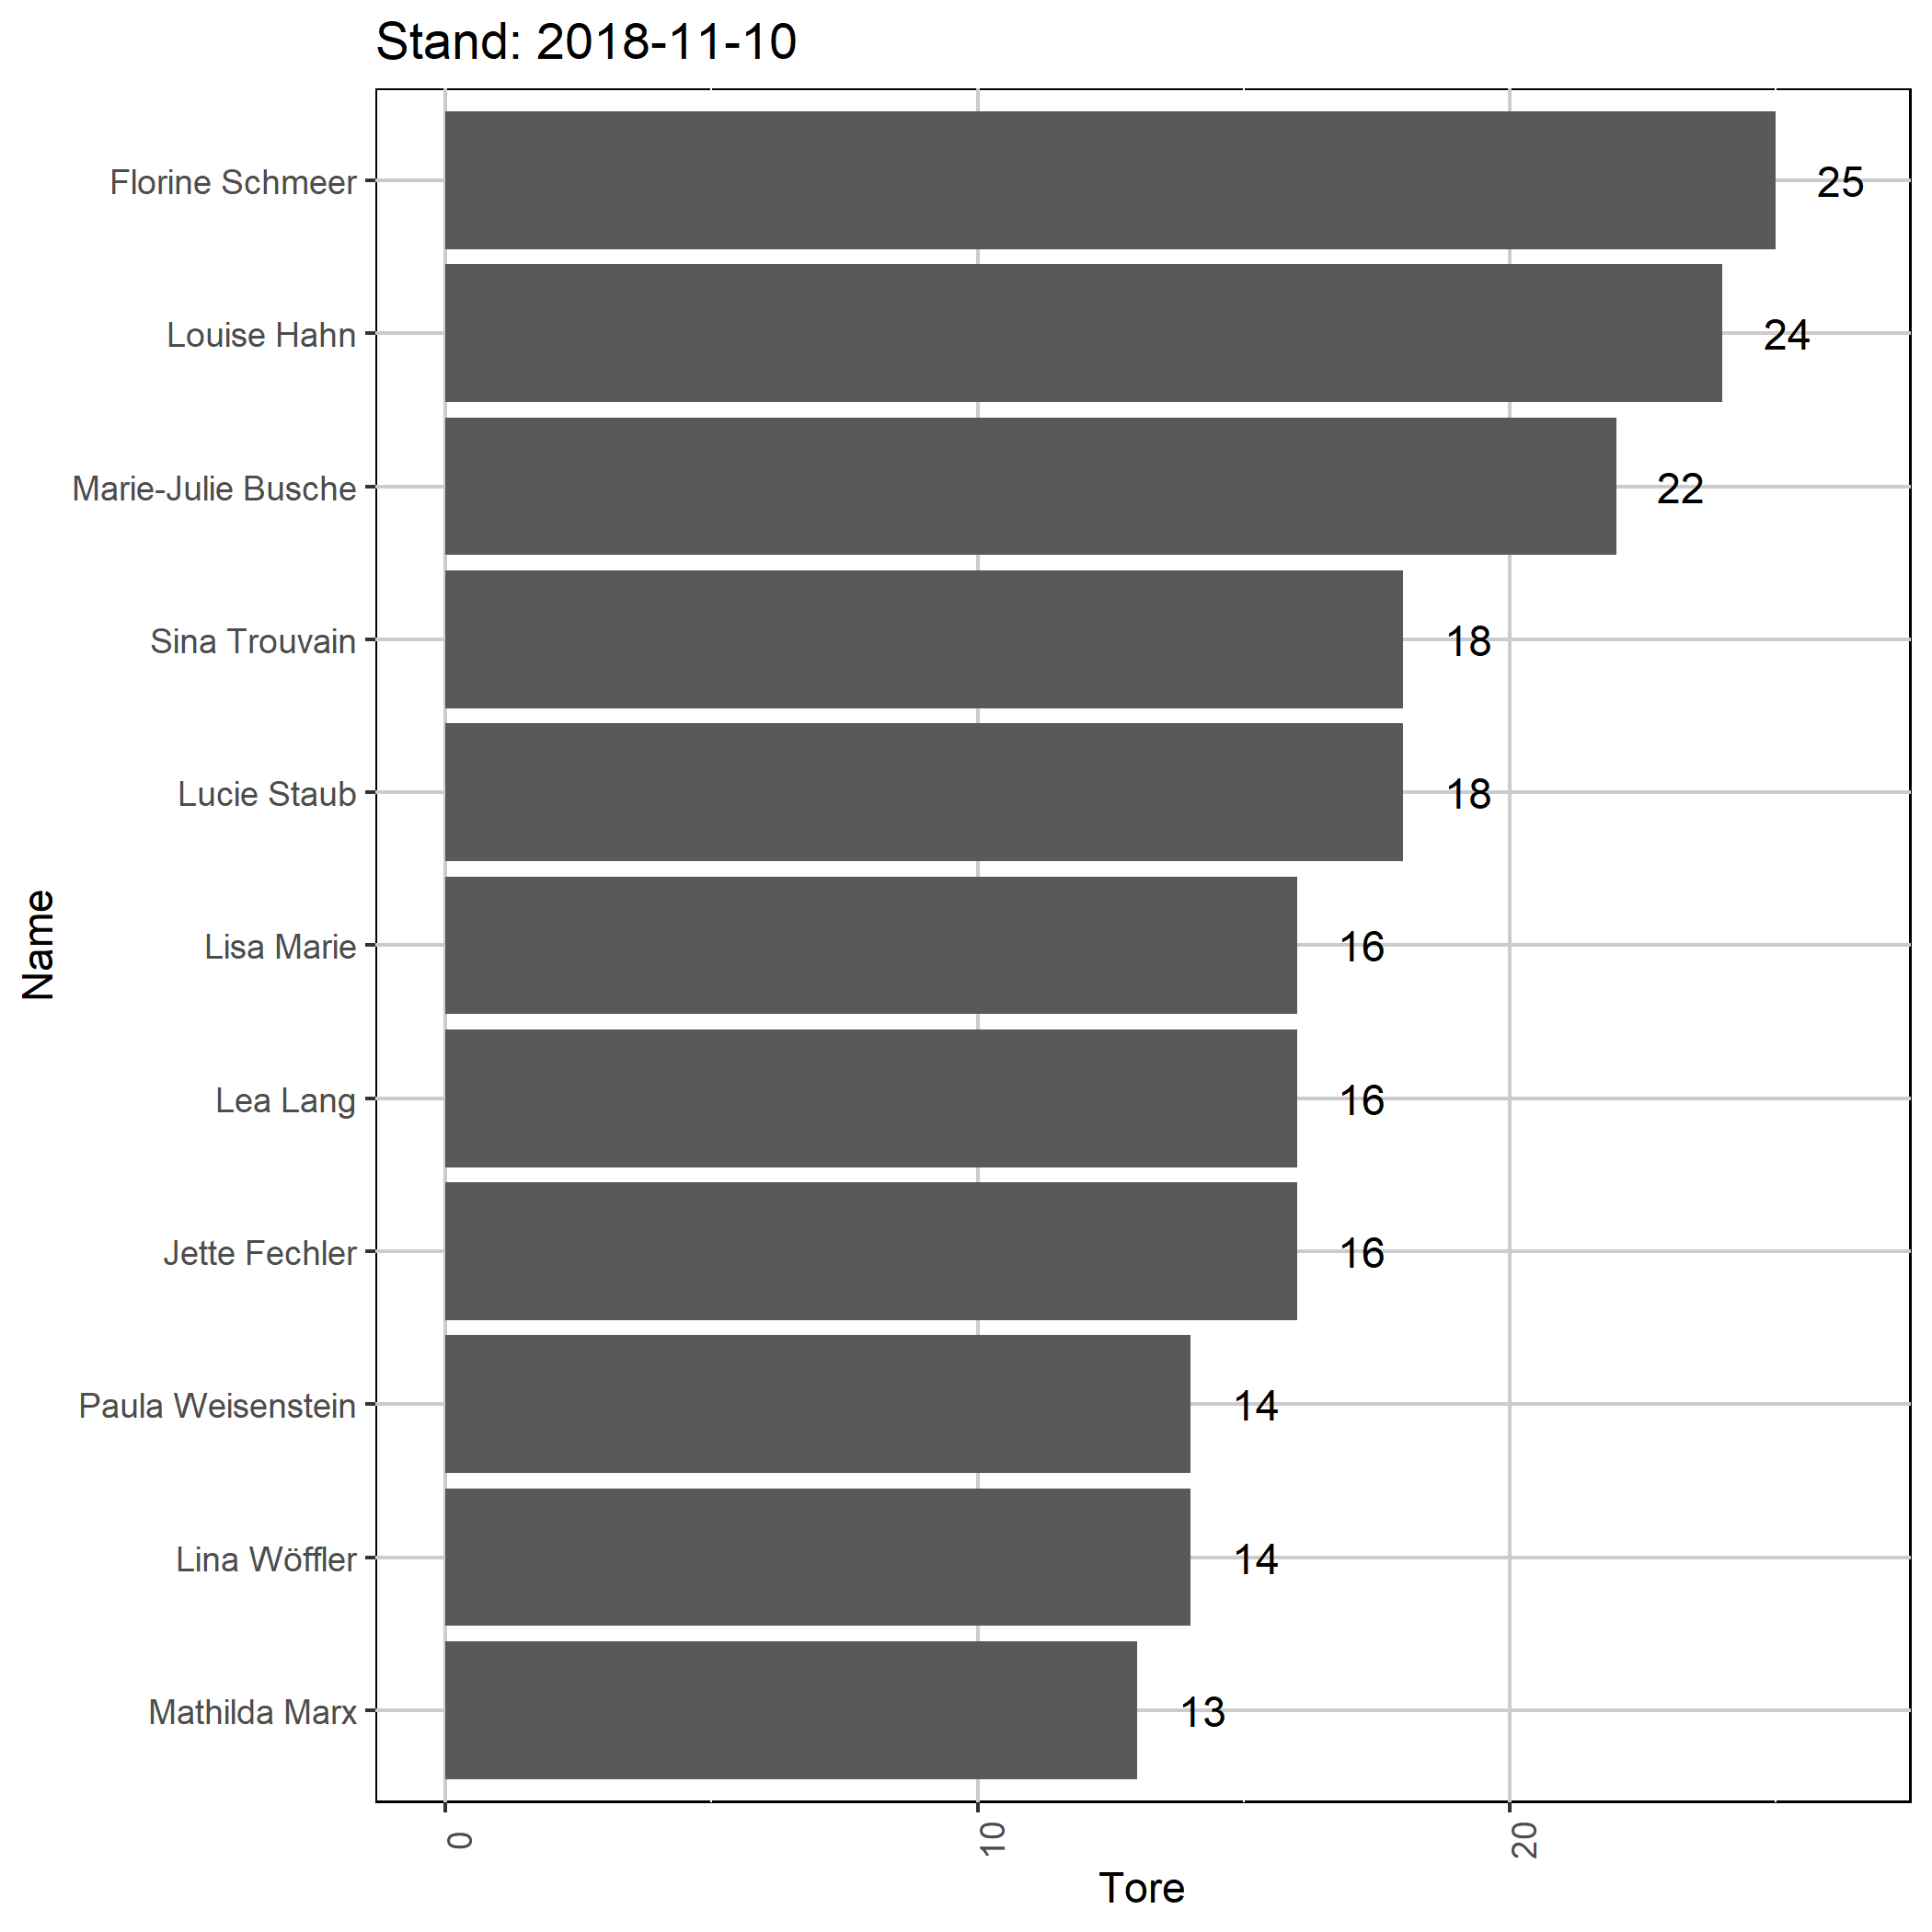 Stand: 2018-11-10
Florine Schmeer 25
Louise Hahn 24
Marie-Julie Busche 22
Sina Trouvain 18
Lucie Staub 18
Lisa Marie 16
Lea Lang 16
Jette Fechler 16
Paula Weisenstein 14
Lina Wöffler 14
Mathilda Marx 13
Name
0 10 20
Tore